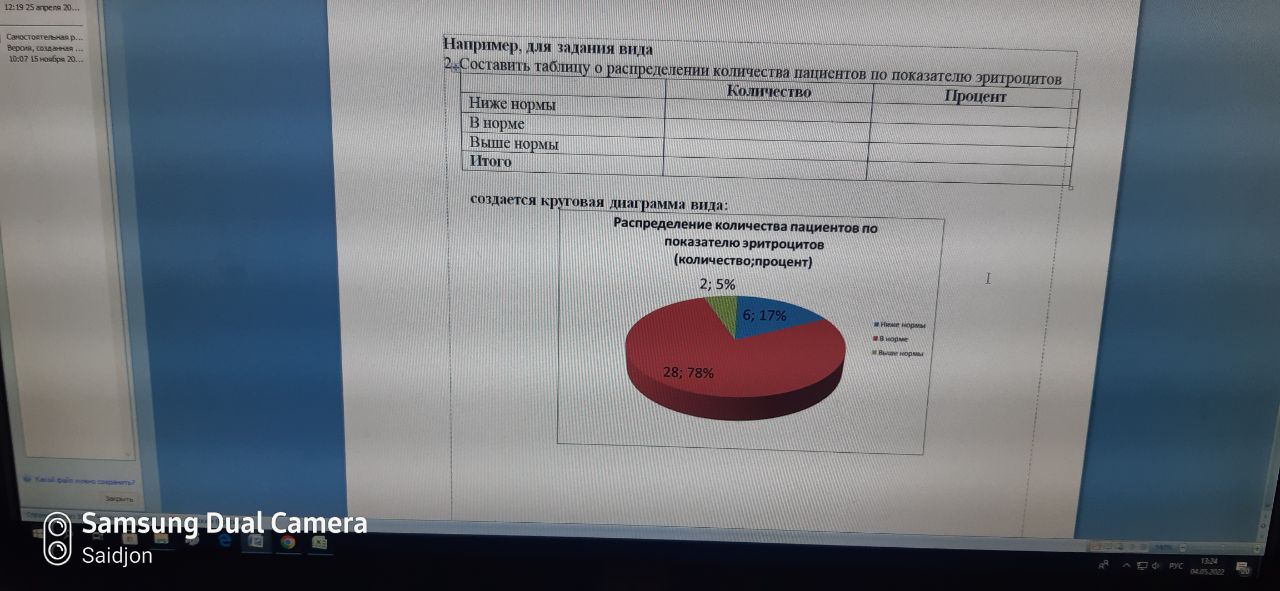 12:19 25 апреля 20...
Самостоятельная р...
Версия, созданная ...
10:07 15 ноября 20...
Например, для задания вида
2. Составить таблицу о распределении количества пациентов по показателю эритроцитов
Количество Процент
Ниже нормы
В норме
Выше нормы
Итого
создается круговая диаграмма вида:
Распределение количества пациентов по
показателю эритроцитов
(количество;процент)
2; 5%
6; 17%
28; 78%
Ниже нормы
В норме
Выше нормы
Какой файл нужно сохранить?
Закрыть
Samsung Dual Camera
Saidjon
РУС
13:24
04.05.2022
20